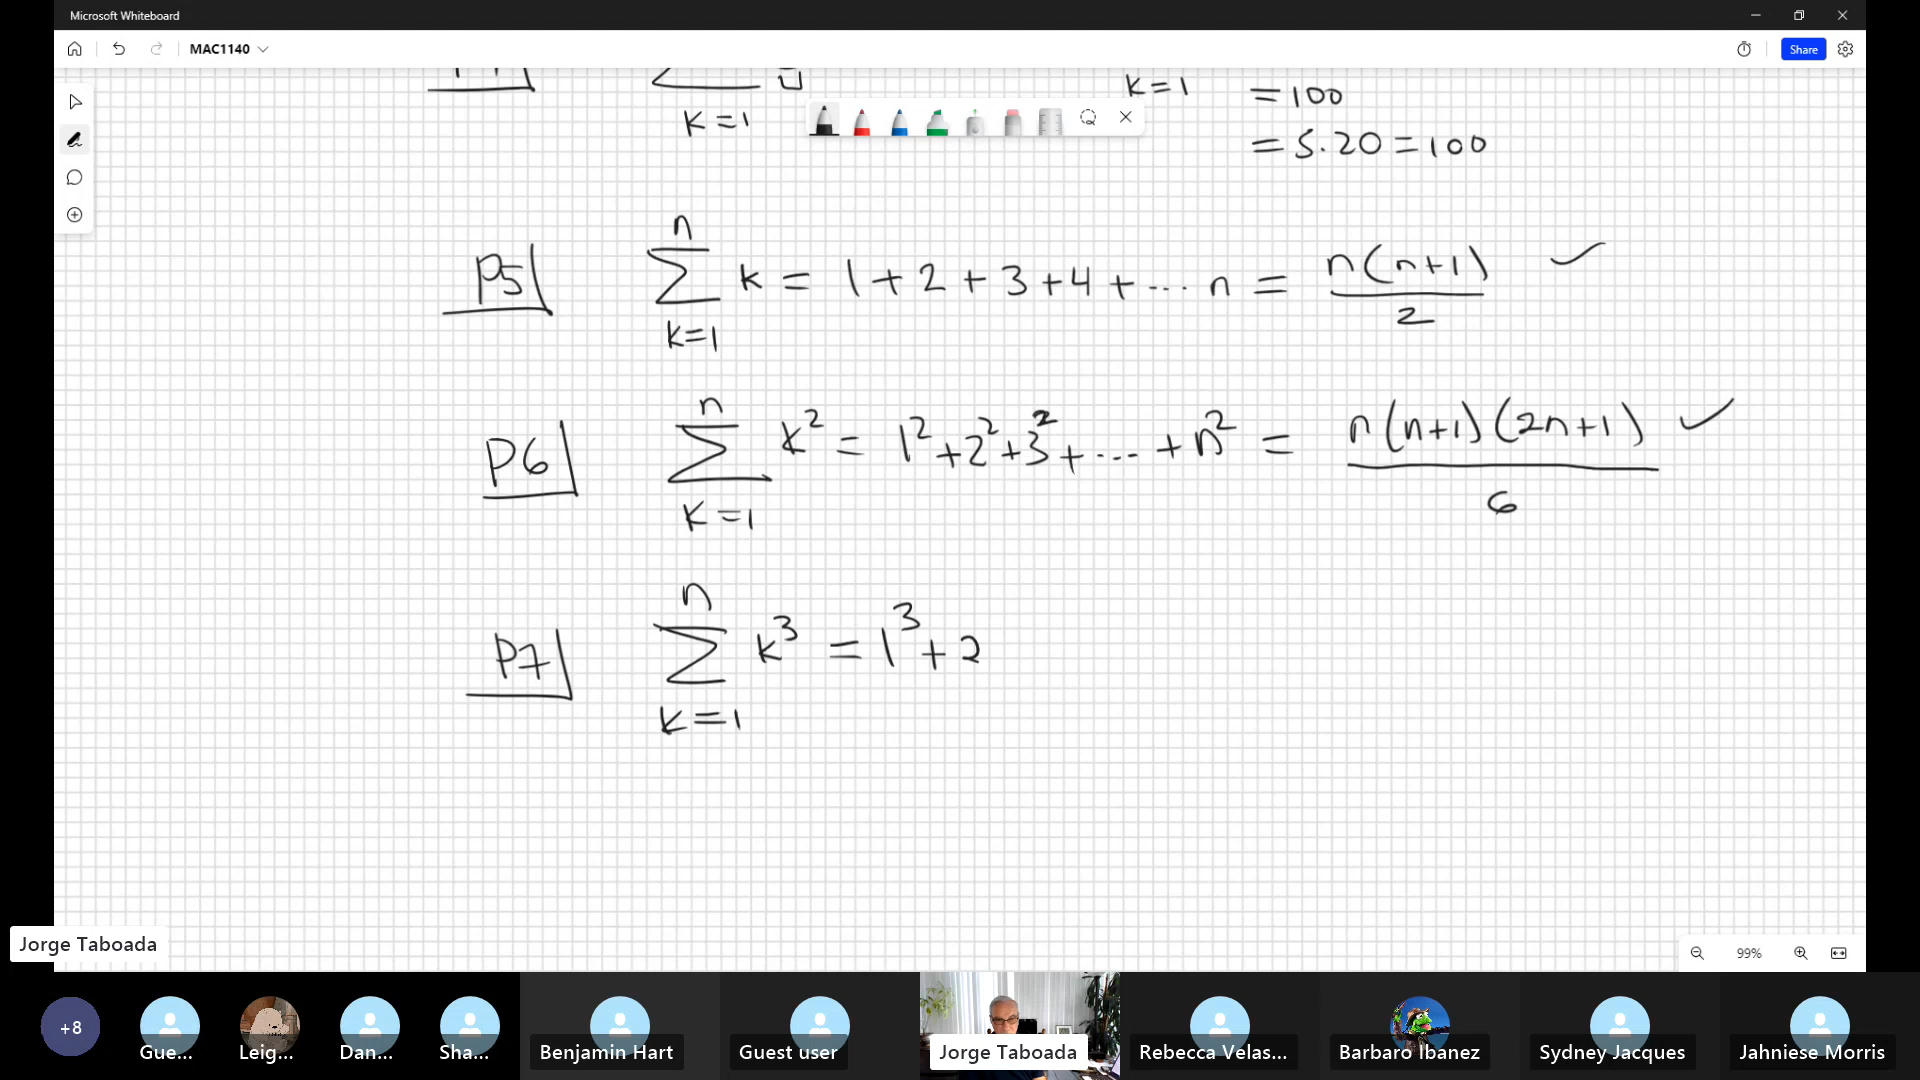 Microsoft Whiteboard
MAC1140
Share
k=1
k=1
=100
=5.20=100
P5
n
∑ k = 1+2+3+4+... n = n(n+1)
2
k=1
P6
n
∑ k² = 1²+2²+3²+...+n² = n(n+1)(2n+1)
6
k=1
P7
n
∑ k³ = 1³+2
k=1
99%
Jorge Taboada
+8
Gue...
Leig...
Dan...
Sha...
Benjamin Hart
Guest user
Jorge Taboada
Rebecca Velas...
Barbaro Ibanez
Sydney Jacques
Jahniese Morris